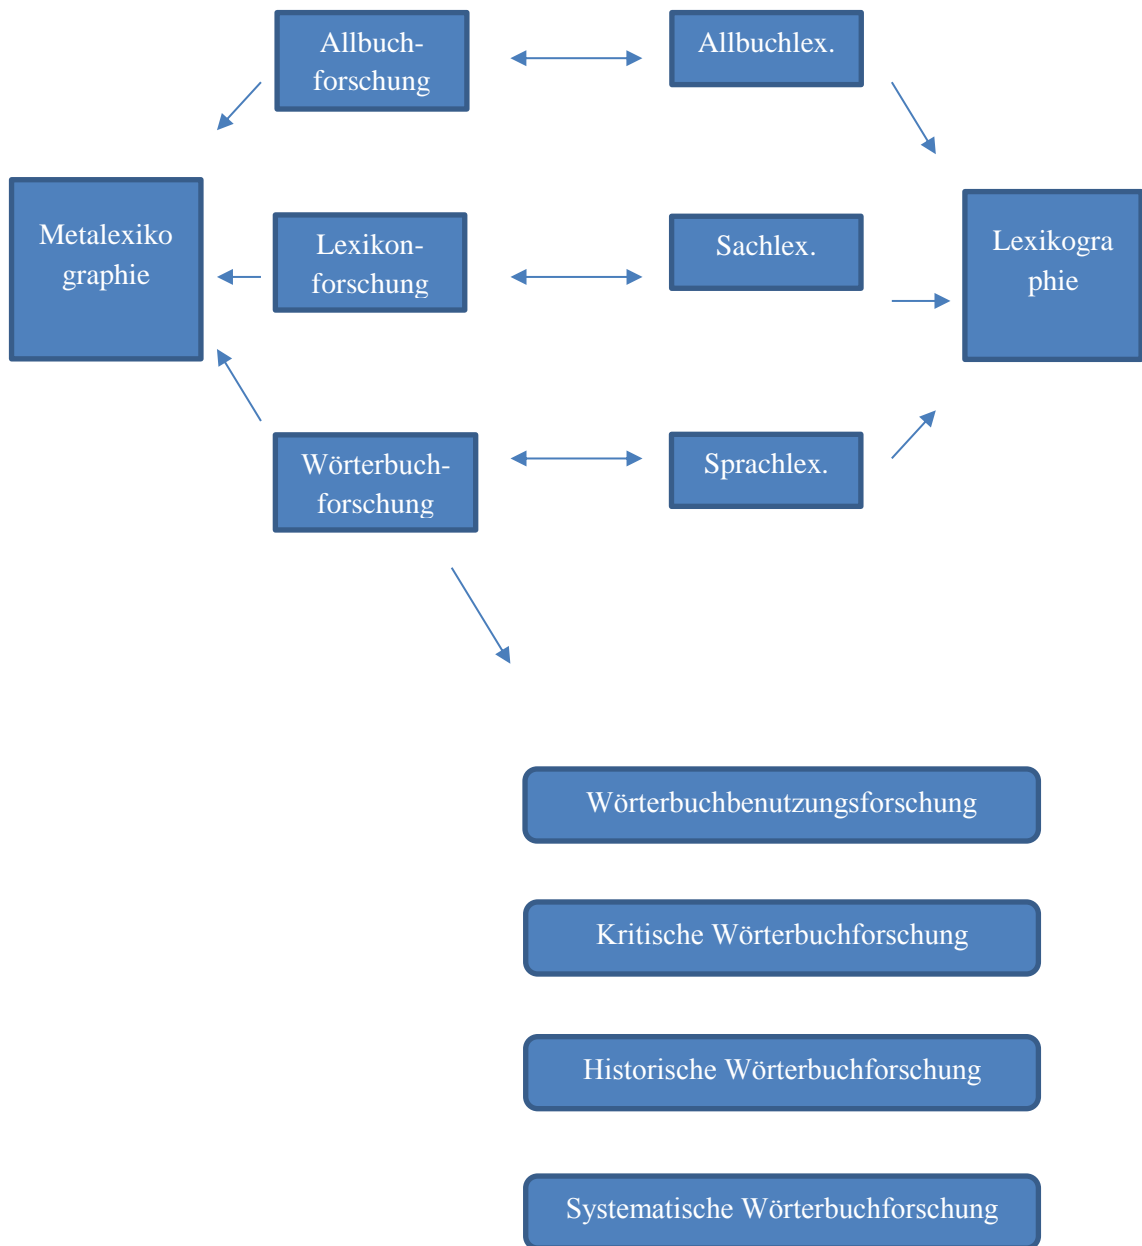 Allbuch-
forschung
Allbuchlex.
Metalexiko
graphie
Lexikon-
forschung
Sachlex.
Lexikogra
phie
Wörterbuch-
forschung
Sprachlex.
Wörterbuchbenutzungsforschung
Kritische Wörterbuchforschung
Historische Wörterbuchforschung
Systematische Wörterbuchforschung